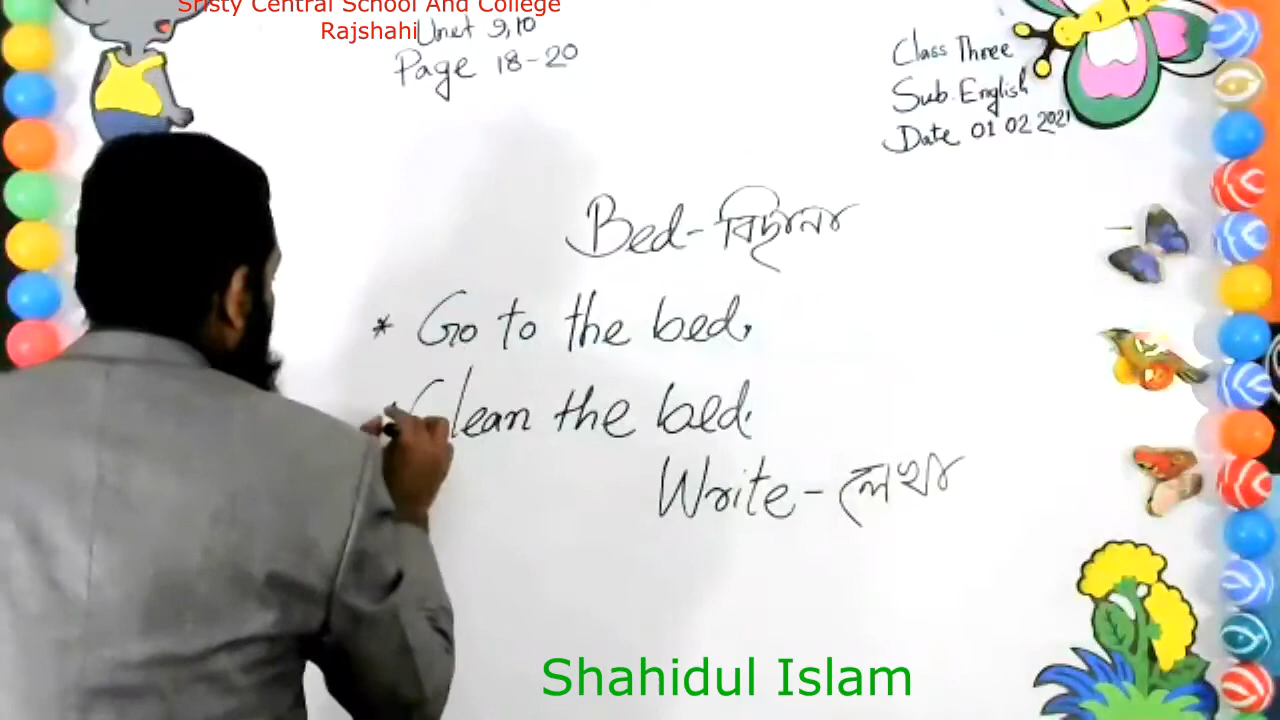 Sristy Central School And College
Rajshahi
Unet 9,10
Page 18-20
Class Three
Sub. English
Date 01 02 2021
Bed - বিছানা
* Go to the bed.
* Clean the bed.
Write - লেখা
Shahidul Islam